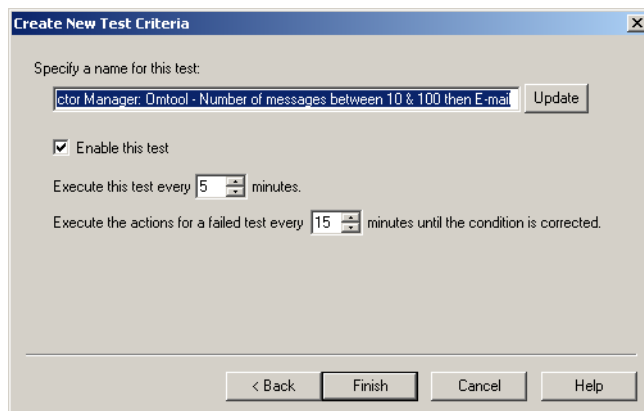 Create New Test Criteria
Specify a name for this test:
ctor Manager: Omtool - Number of messages between 10 & 100 then E-mail
Update
Enable this test
Execute this test every 5 minutes.
Execute the actions for a failed test every 15 minutes until the condition is corrected.
< Back Finish Cancel Help